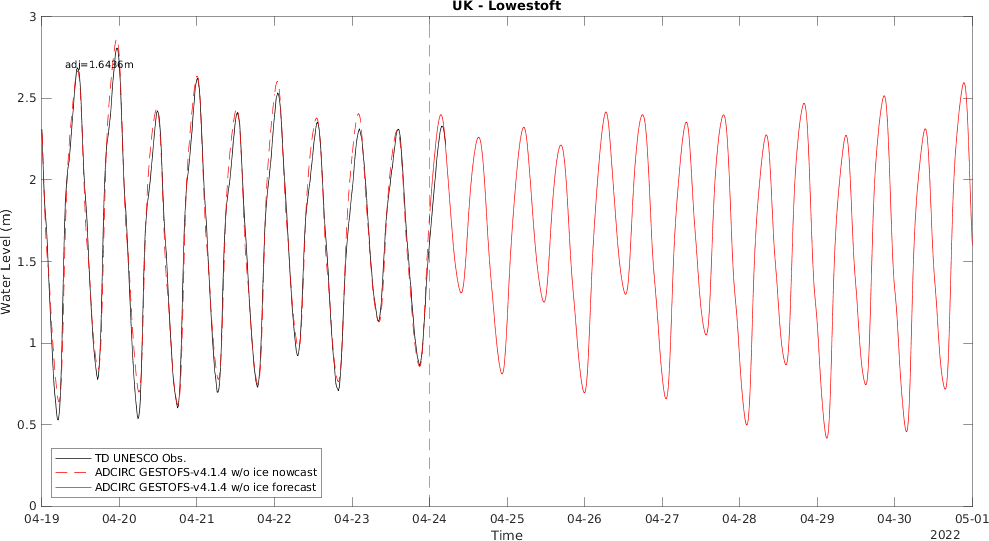 UK - Lowestoft
3
2.5
2
1.5
1
0.5
0
Water Level (m)
adj=1.6436m
TD UNESCO Obs.
ADCIRC GESTOFS-v4.1.4 w/o ice nowcast
ADCIRC GESTOFS-v4.1.4 w/o ice forecast
04-19 04-20 04-21 04-22 04-23 04-24 04-25 04-26 04-27 04-28 04-29 04-30 05-01
Time
2022